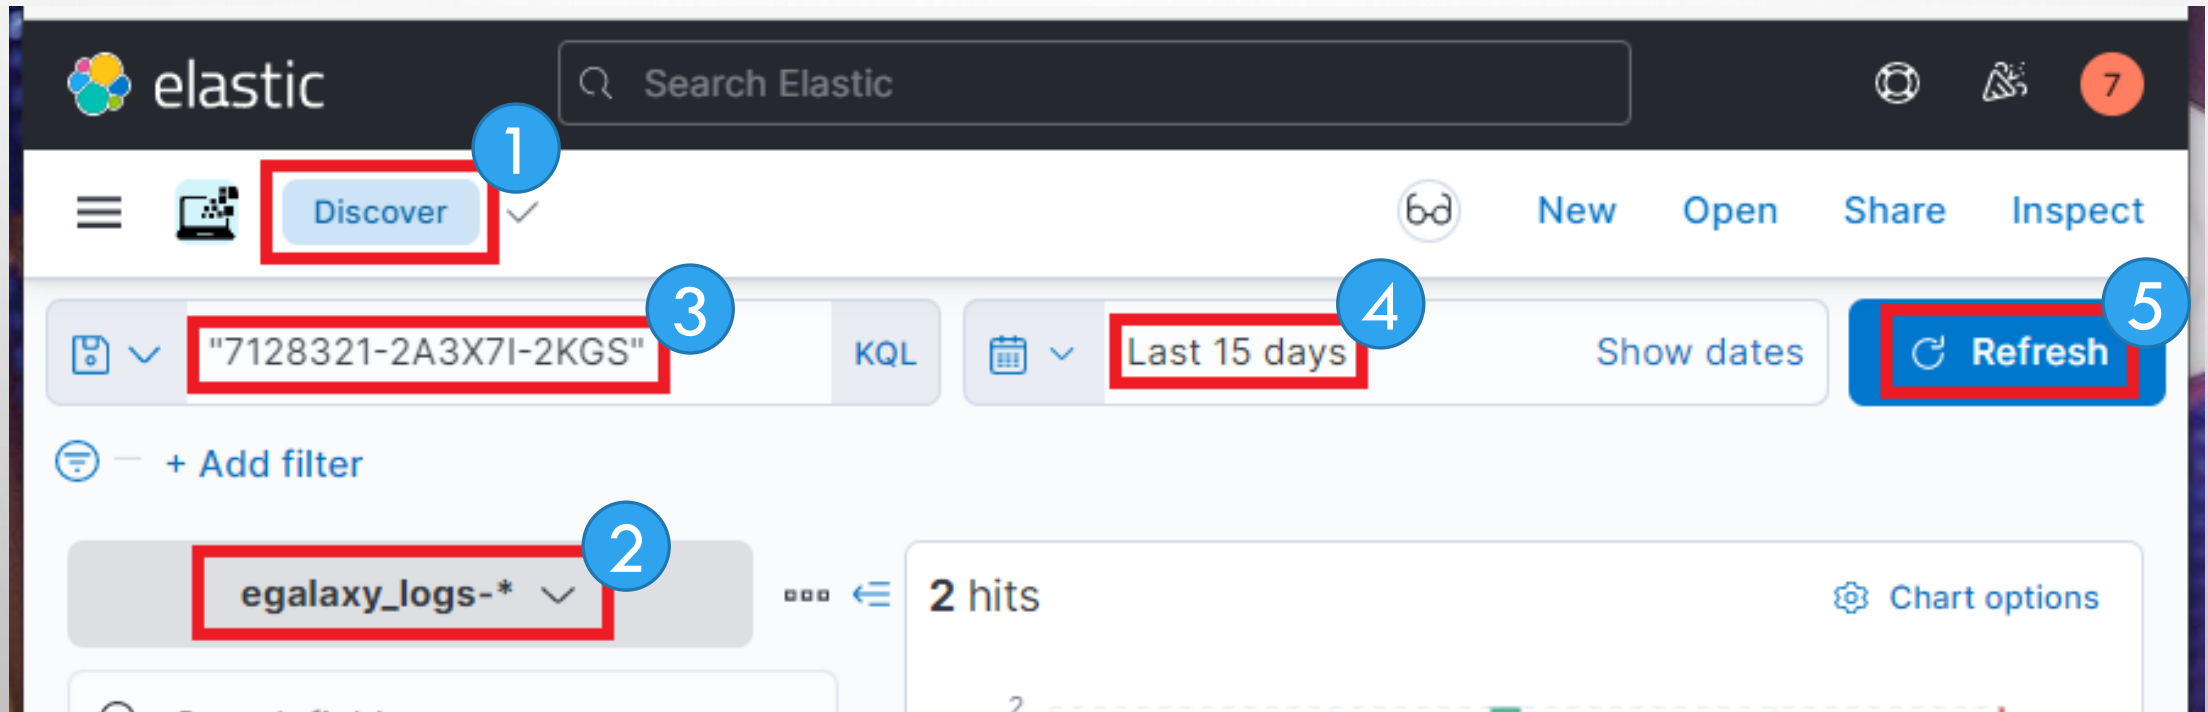 elastic
Search Elastic
7
1
Discover
New
Open
Share
Inspect
3
4
5
"7128321-2A3X7I-2KGS"
KQL
Last 15 days
Show dates
Refresh
+ Add filter
2
egalaxy_logs-*
2 hits
Chart options
2